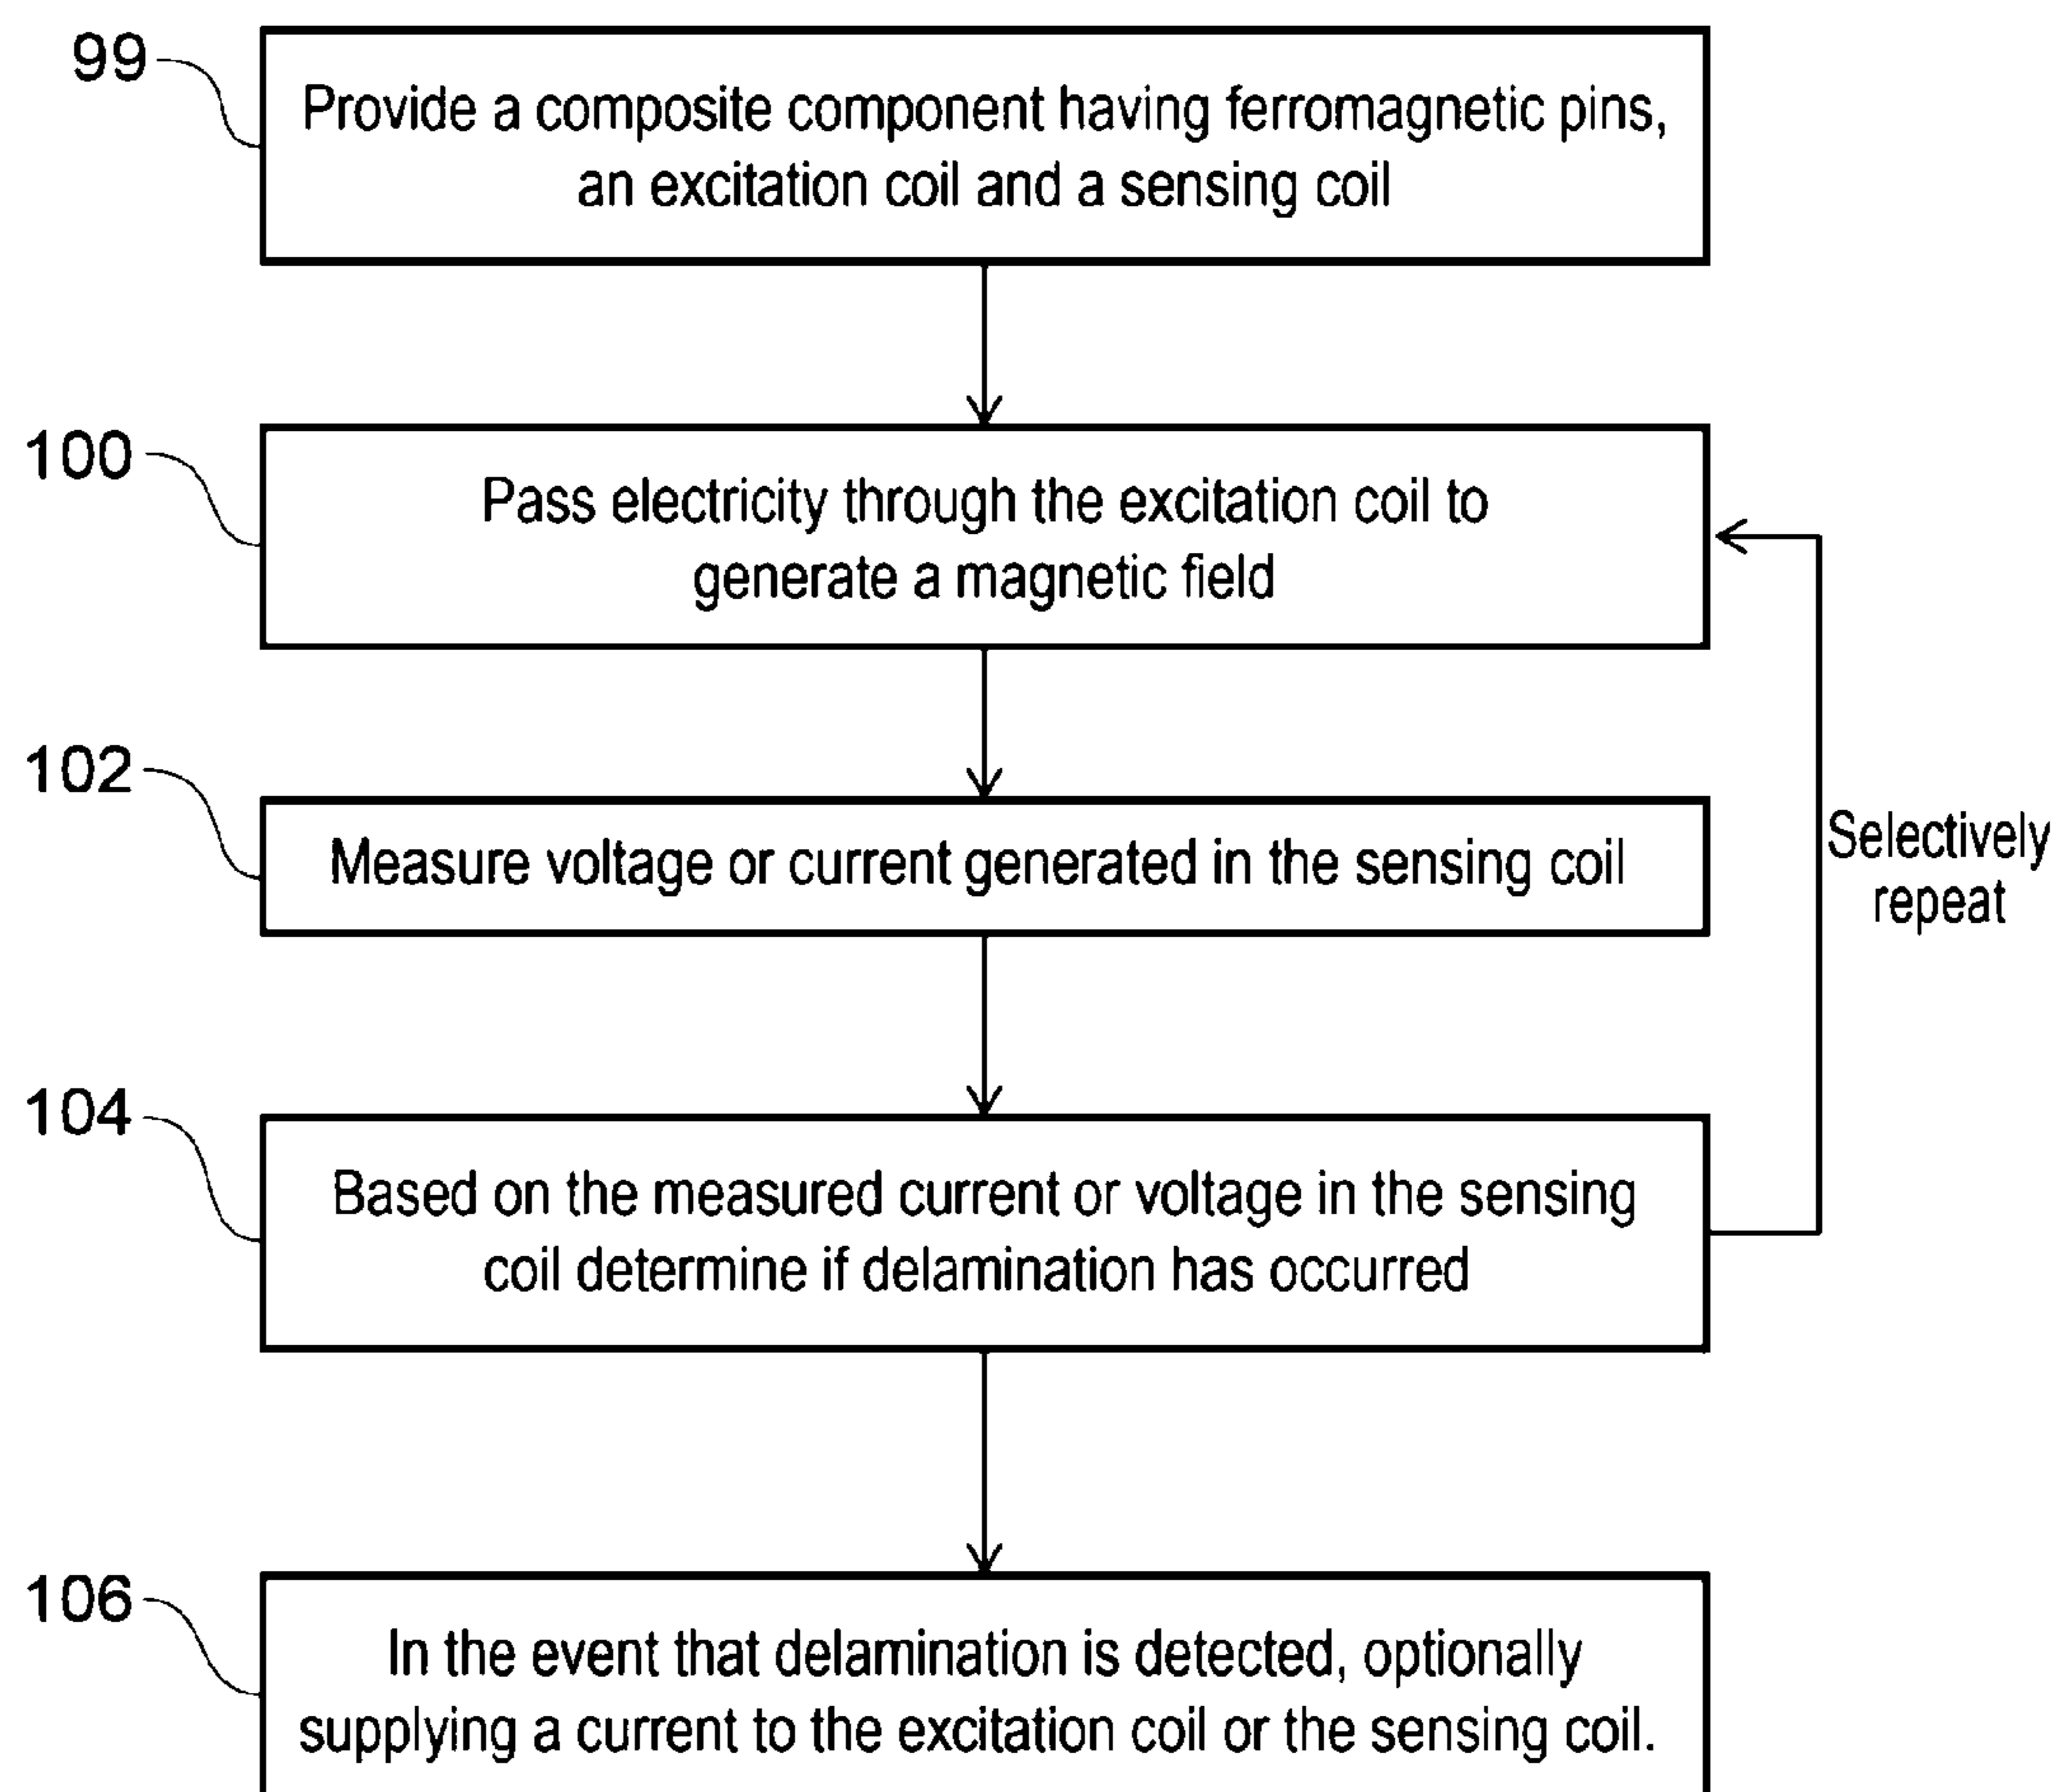 99
Provide a composite component having ferromagnetic pins,
an excitation coil and a sensing coil
100
Pass electricity through the excitation coil to
generate a magnetic field
102
Measure voltage or current generated in the sensing coil
Selectively
repeat
104
Based on the measured current or voltage in the sensing
coil determine if delamination has occurred
106
In the event that delamination is detected, optionally
supplying a current to the excitation coil or the sensing coil.